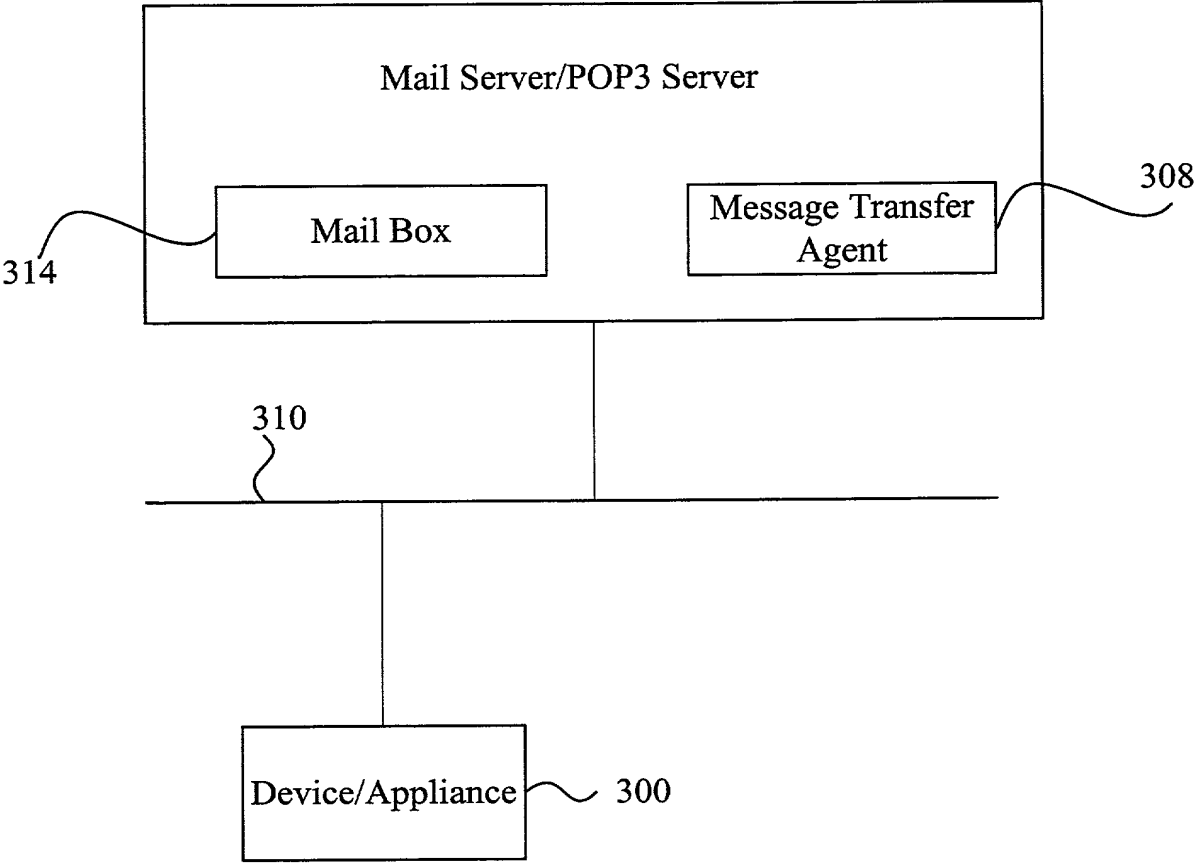 Mail Server/POP3 Server
308
Message Transfer
Agent
Mail Box
314
310
Device/Appliance
300